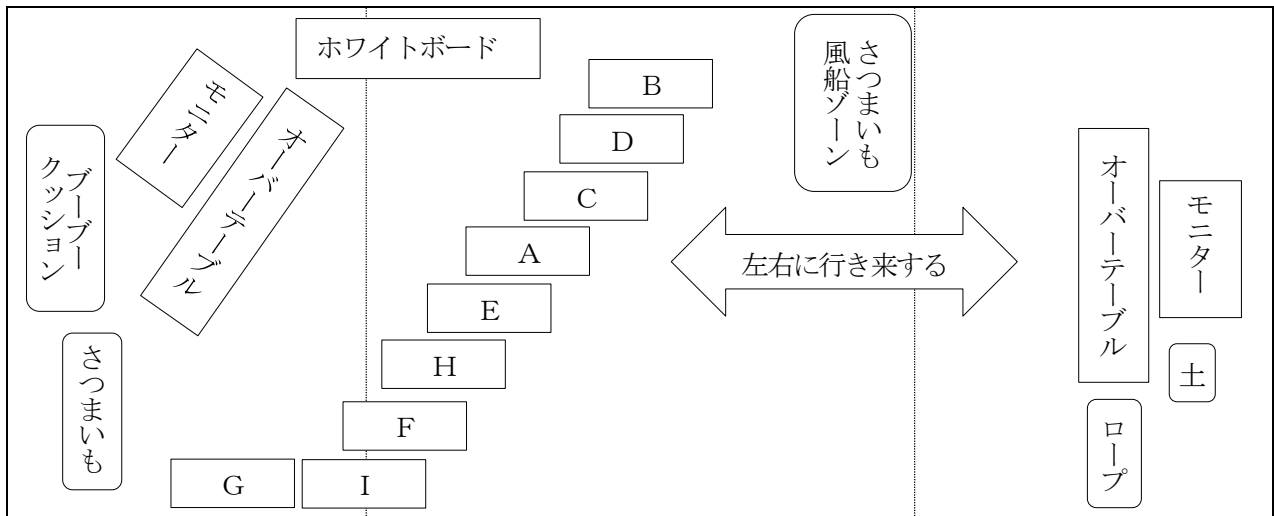 ホワイトボード
モニター
オーバーテーブル
ブーブー
クッション
さつまいも
B
D
C
A
E
H
F
G
I
さつまいも
風船ゾーン
左右に行き来する
オーバーテーブル
モニター
土
ロープ